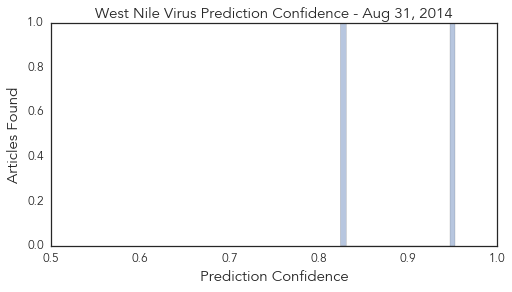 West Nile Virus Prediction Confidence - Aug 31, 2014
1.0
0.8
0.6
0.4
0.2
0.0
Articles Found
0.5 0.6 0.7 0.8 0.9 1.0
Prediction Confidence